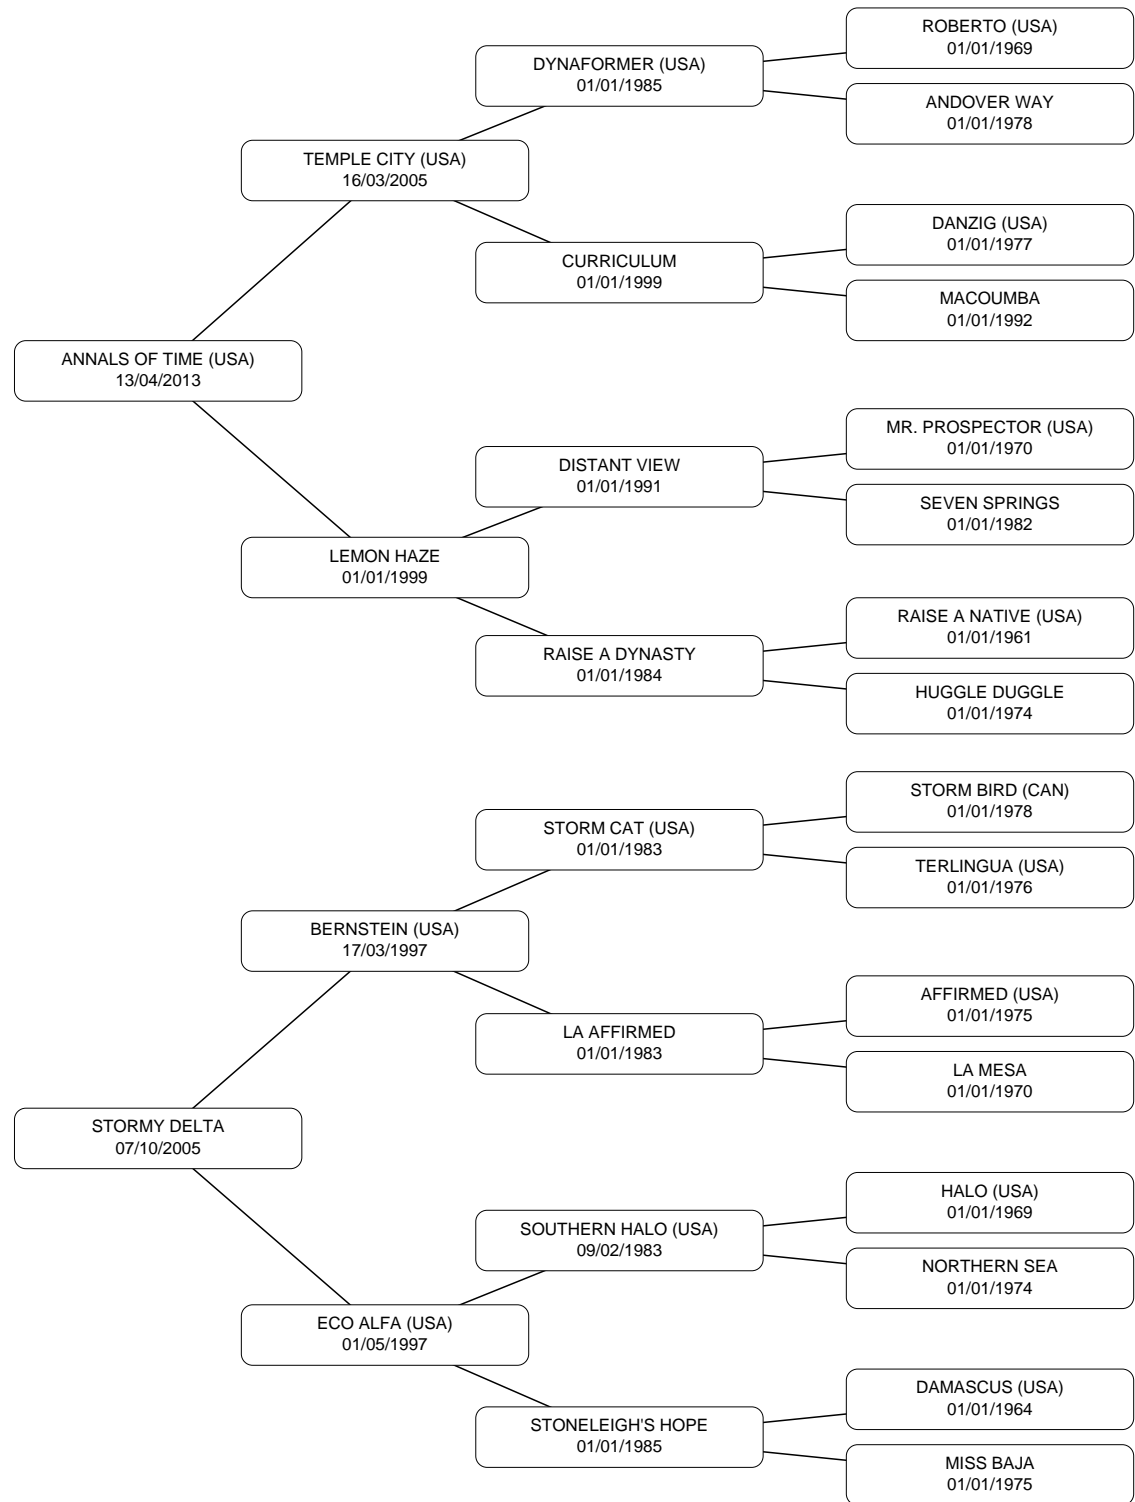 ROBERTO (USA)
01/01/1969
DYNAFORMER (USA)
01/01/1985
ANDOVER WAY
01/01/1978
TEMPLE CITY (USA)
16/03/2005
DANZIG (USA)
01/01/1977
CURRICULUM
01/01/1999
MACOUMBA
01/01/1992
ANNALS OF TIME (USA)
13/04/2013
MR. PROSPECTOR (USA)
01/01/1970
DISTANT VIEW
01/01/1991
SEVEN SPRINGS
01/01/1982
LEMON HAZE
01/01/1999
RAISE A NATIVE (USA)
01/01/1961
RAISE A DYNASTY
01/01/1984
HUGGLE DUGGLE
01/01/1974
STORM BIRD (CAN)
01/01/1978
STORM CAT (USA)
01/01/1983
TERLINGUA (USA)
01/01/1976
BERNSTEIN (USA)
17/03/1997
AFFIRMED (USA)
01/01/1975
LA AFFIRMED
01/01/1983
LA MESA
01/01/1970
STORMY DELTA
07/10/2005
HALO (USA)
01/01/1969
SOUTHERN HALO (USA)
09/02/1983
NORTHERN SEA
01/01/1974
ECO ALFA (USA)
01/05/1997
DAMASCUS (USA)
01/01/1964
STONELEIGH'S HOPE
01/01/1985
MISS BAJA
01/01/1975